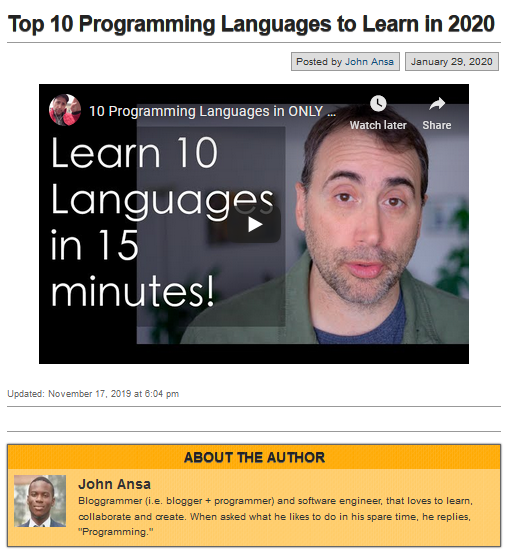 Top 10 Programming Languages to Learn in 2020
Posted by John Ansa January 29, 2020
10 Programming Languages in ONLY ...
Watch later Share
Learn 10
Languages
in 15
minutes!
Updated: November 17, 2019 at 6:04 pm
ABOUT THE AUTHOR
John Ansa
Bloggrammer (i.e. blogger + programmer) and software engineer, that loves to learn,
collaborate and create. When asked what he likes to do in his spare time, he replies,
"Programming."